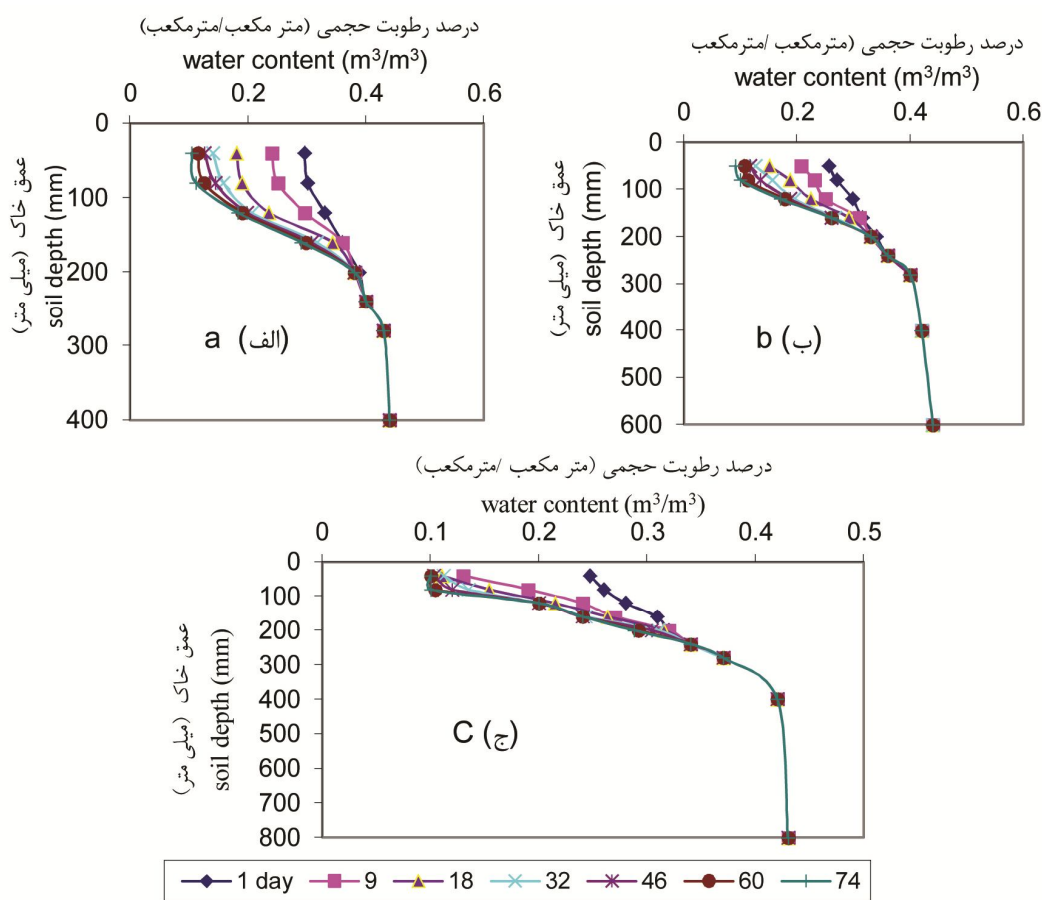 درصد رطوبت حجمی (متر مکعب/مترمکعب)
water content (m³/m³)
0 0.2 0.4 0.6
0
100
200
300
400
عمق خاک (میلی متر)
soil depth (mm)
a (الف)
درصد رطوبت حجمی (مترمکعب /مترمکعب
water content (m³/m³)
0 0.2 0.4 0.6
0
100
200
300
400
500
600
عمق خاک (میلی متر)
soil depth (mm)
b (ب)
درصد رطوبت حجمی (متر مکعب /مترمکعب)
water content (m³/m³)
0 0.1 0.2 0.3 0.4 0.5
0
100
200
300
400
500
600
700
800
عمق خاک (میلی متر)
soil depth (mm)
C (ج)
1 day 9 18 32 46 60 74